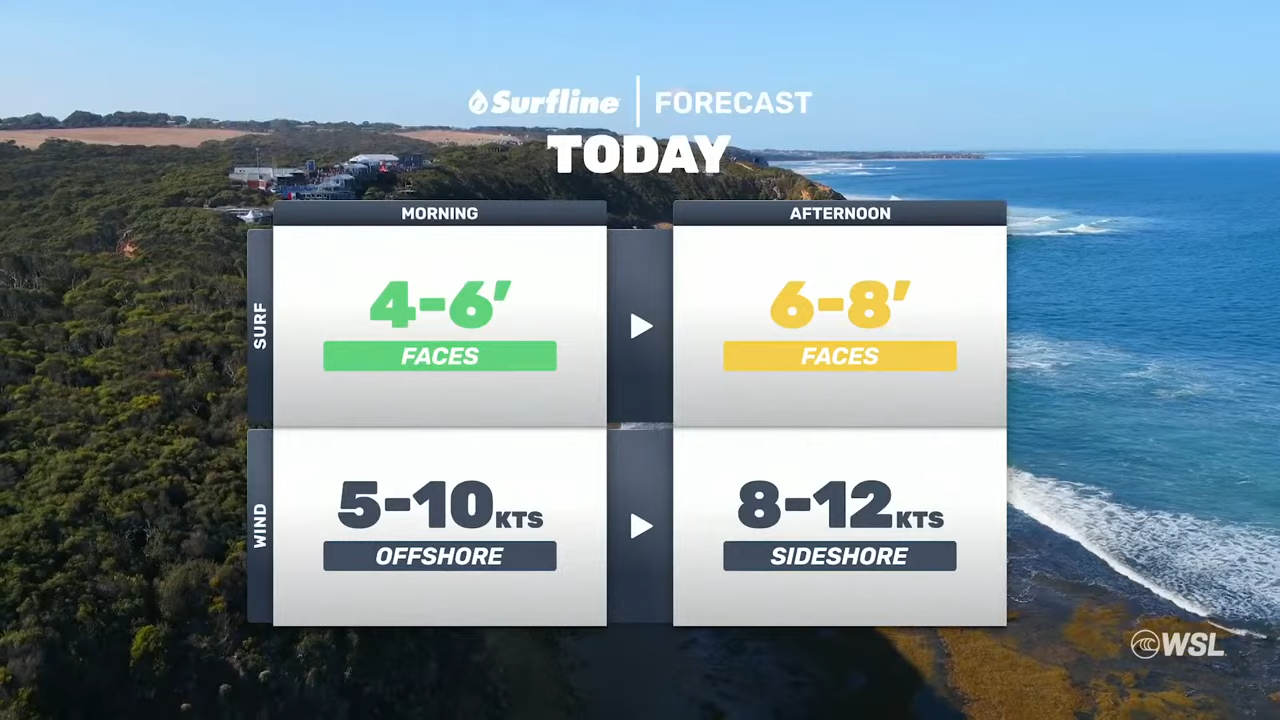 Surfline | FORECAST
TODAY
MORNING
AFTERNOON
SURF
4-6’
FACES
6-8’
FACES
WIND
5-10KTS
OFFSHORE
8-12KTS
SIDESHORE
WSL